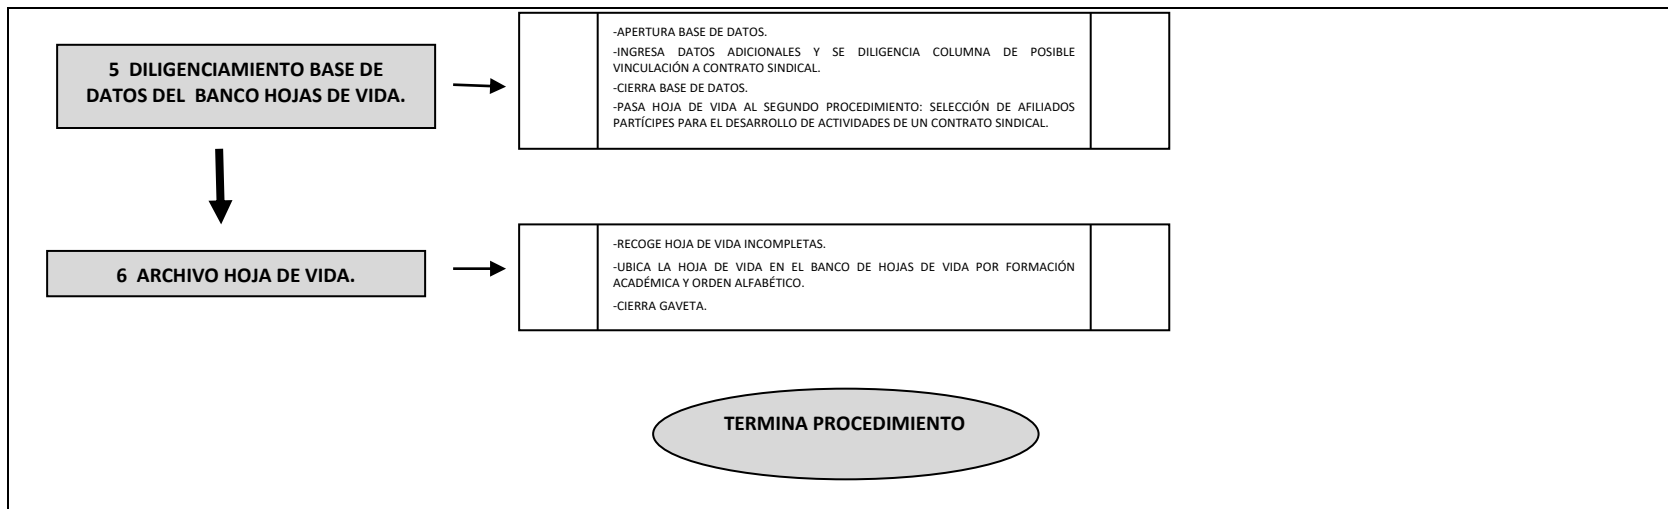 5 DILIGENCIAMIENTO BASE DE
DATOS DEL BANCO HOJAS DE VIDA.
-APERTURA BASE DE DATOS.
-INGRESA DATOS ADICIONALES Y SE DILIGENCIA COLUMNA DE POSIBLE
VINCULACIÓN A CONTRATO SINDICAL.
-CIERRA BASE DE DATOS.
-PASA HOJA DE VIDA AL SEGUNDO PROCEDIMIENTO: SELECCIÓN DE AFILIADOS
PARTÍCIPES PARA EL DESARROLLO DE ACTIVIDADES DE UN CONTRATO SINDICAL.
6 ARCHIVO HOJA DE VIDA.
-RECOGE HOJA DE VIDA INCOMPLETAS.
-UBICA LA HOJA DE VIDA EN EL BANCO DE HOJAS DE VIDA POR FORMACIÓN
ACADÉMICA Y ORDEN ALFABÉTICO.
-CIERRA GAVETA.
TERMINA PROCEDIMIENTO